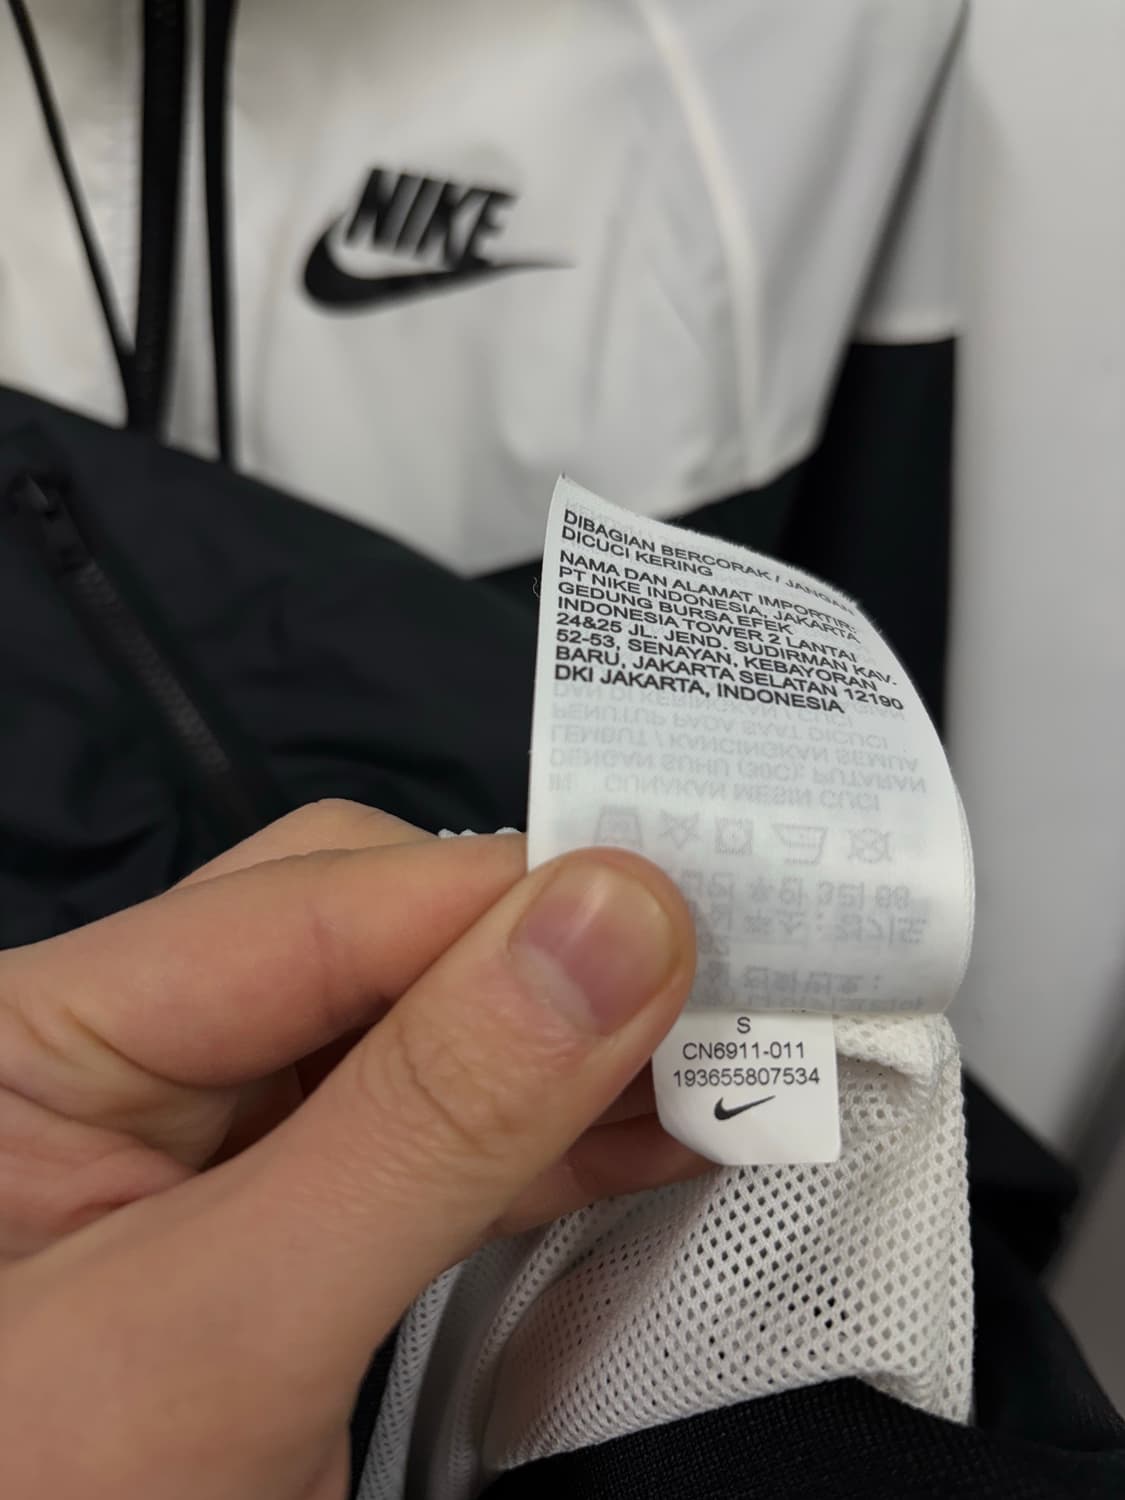 NIKE
DIBAGIAN BERCORAK / JANGAN
DICUCI KERING
NAMA DAN ALAMAT IMPORTIR:
PT NIKE INDONESIA, JAKARTA
GEDUNG BURSA EFEK
INDONESIA TOWER 2 LANTAI
24&25 JL. JEND. SUDIRMAN KAV.
52-53, SENAYAN, KEBAYORAN
BARU, JAKARTA SELATAN 12190
DKI JAKARTA, INDONESIA
S
CN6911-011
193655807534